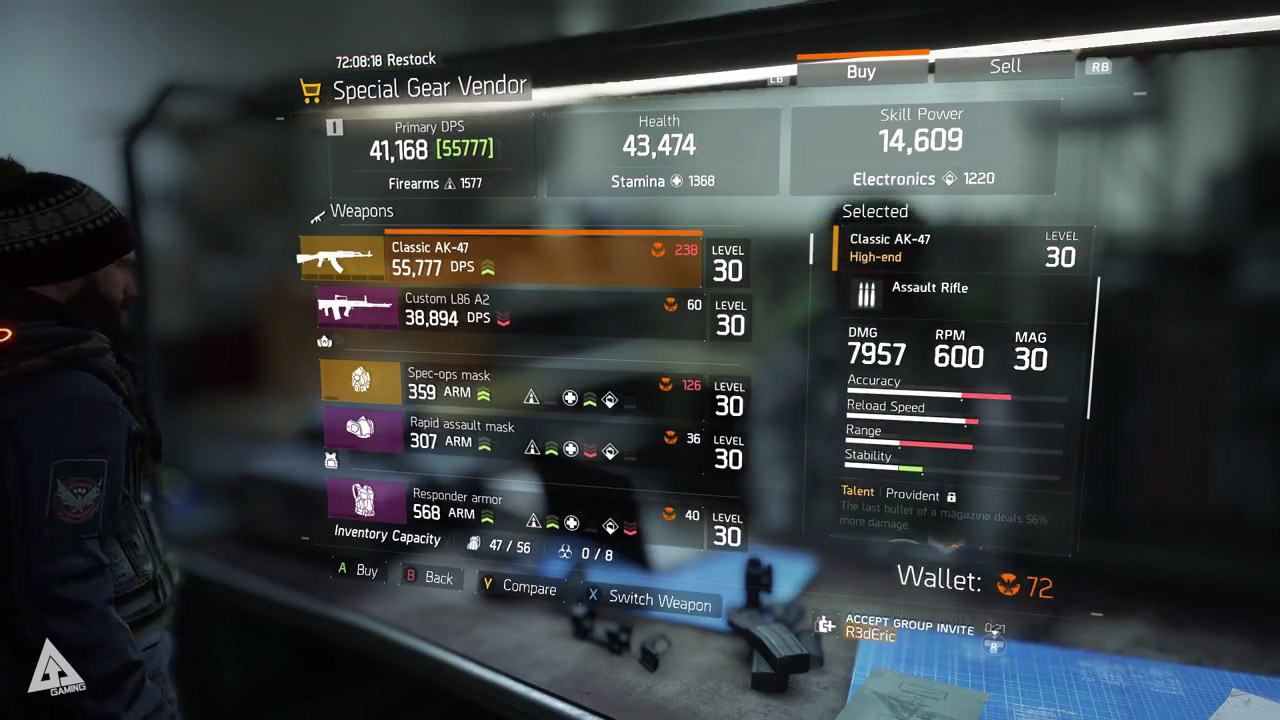 72:08:18 Restock
Special Gear Vendor
LB
Buy
Sell
RB
1
Primary DPS
41,168 [55777]
Firearms 1577
Health
43,474
Stamina 1368
Skill Power
14,609
Electronics 1220
Weapons
Classic AK-47
55,777 DPS
238
LEVEL
30
Custom L86 A2
38,894 DPS
60
LEVEL
30
Spec-ops mask
359 ARM
126
LEVEL
30
Rapid assault mask
307 ARM
36
LEVEL
30
Responder armor
568 ARM
40
LEVEL
30
Inventory Capacity
47 / 56
0 / 8
A Buy
B Back
Y Compare
X Switch Weapon
Selected
Classic AK-47
High-end
LEVEL
30
Assault Rifle
DMG
7957
RPM
600
MAG
30
Accuracy
Reload Speed
Range
Stability
Talent | Provident
The last bullet of a magazine deals 56%
more damage.
Wallet: 72
ACCEPT GROUP INVITE 0:21
R3dEric
R
GAMING